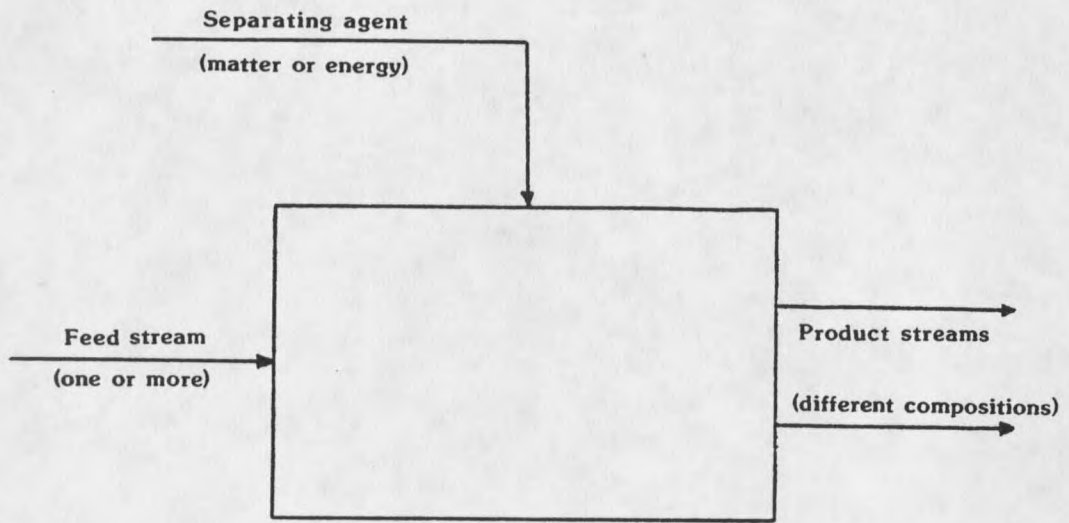 Separating agent
(matter or energy)
Feed stream
(one or more)
Product streams
(different compositions)